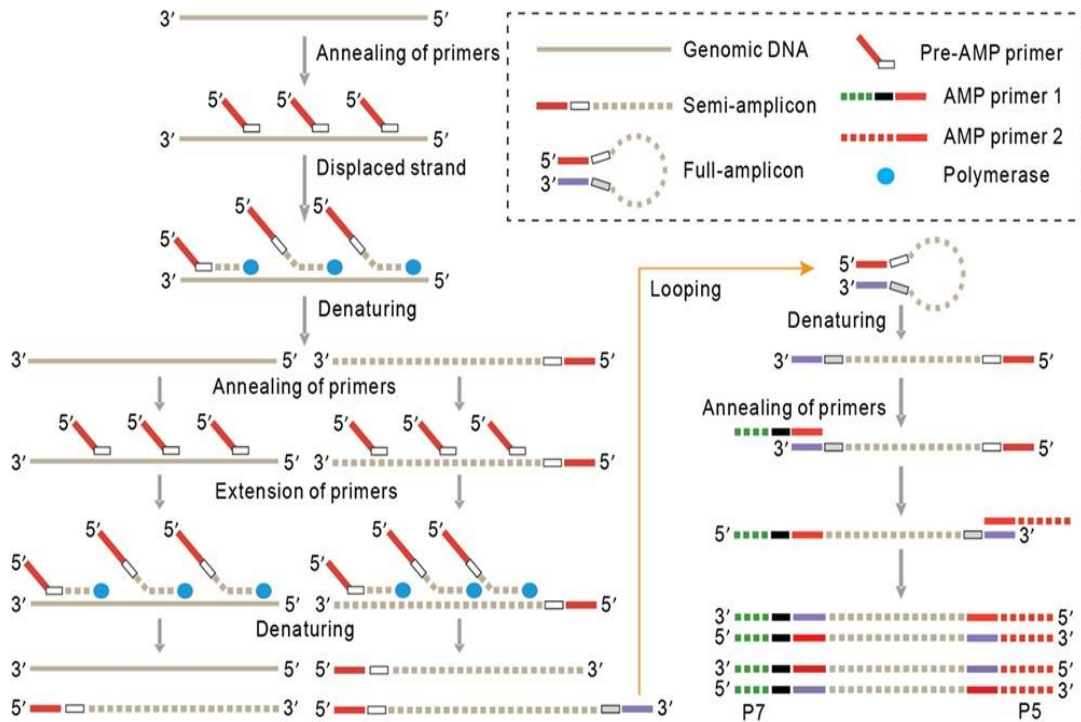 3′ 5′
Annealing of primers
5′ 5′ 5′
3′ 5′
Displaced strand
5′ 5′
5′
3′ 5′
Denaturing
3′ 5′ 3′ 5′
Annealing of primers
5′ 5′ 5′ 5′ 5′ 5′
3′ 5′ 3′ 5′
Extension of primers
5′ 5′ 5′ 5′
5′ 5′
3′ 5′ 3′ 5′
Denaturing
3′ 5′ 3′
5′ 3′ 3′
Genomic DNA
Semi-amplicon
5′
3′
Full-amplicon
Pre-AMP primer
AMP primer 1
AMP primer 2
Polymerase
Looping
5′
3′
Denaturing
3′ 5′
Annealing of primers
3′ 5′
5′ 3′
3′ 5′
5′ 3′
3′ 5′
5′ 3′
P7 P5